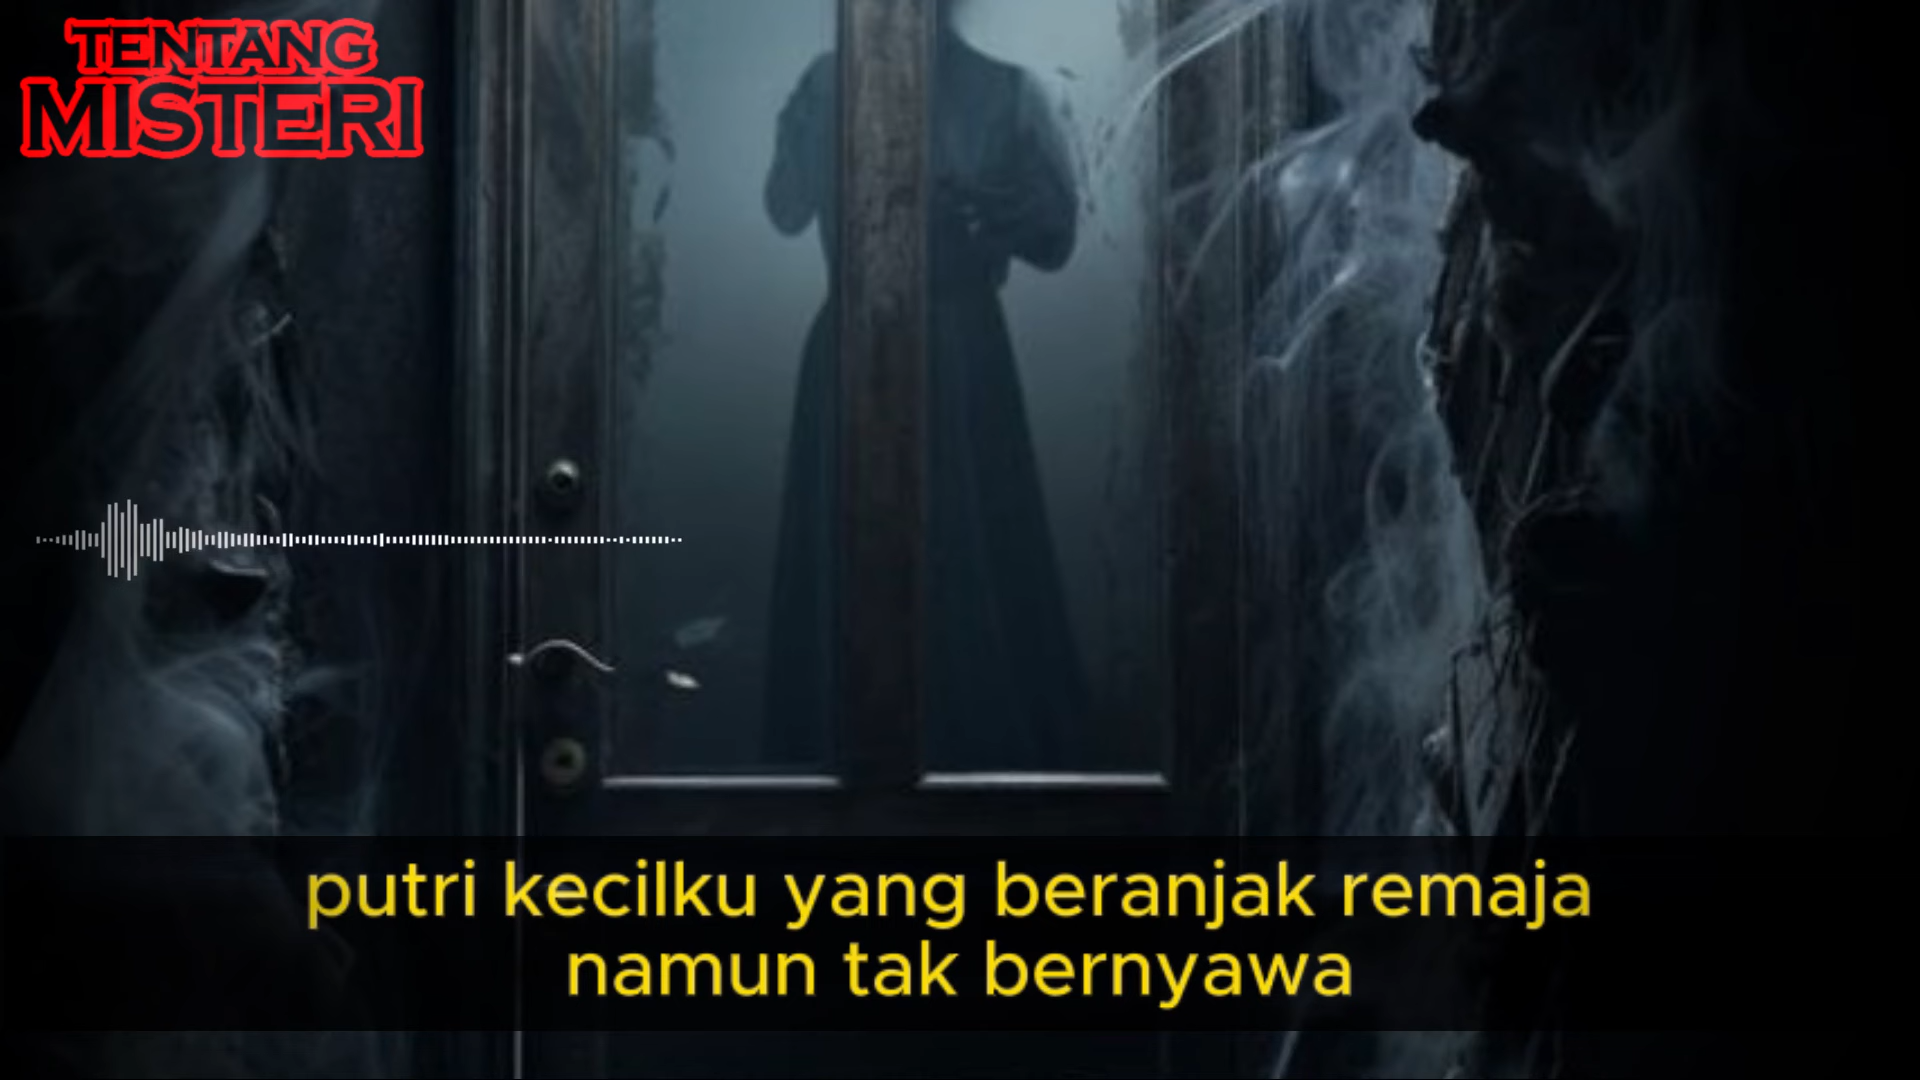 TENTANG
MISTERI
putri kecilku yang beranjak remaja
namun tak bernyawa